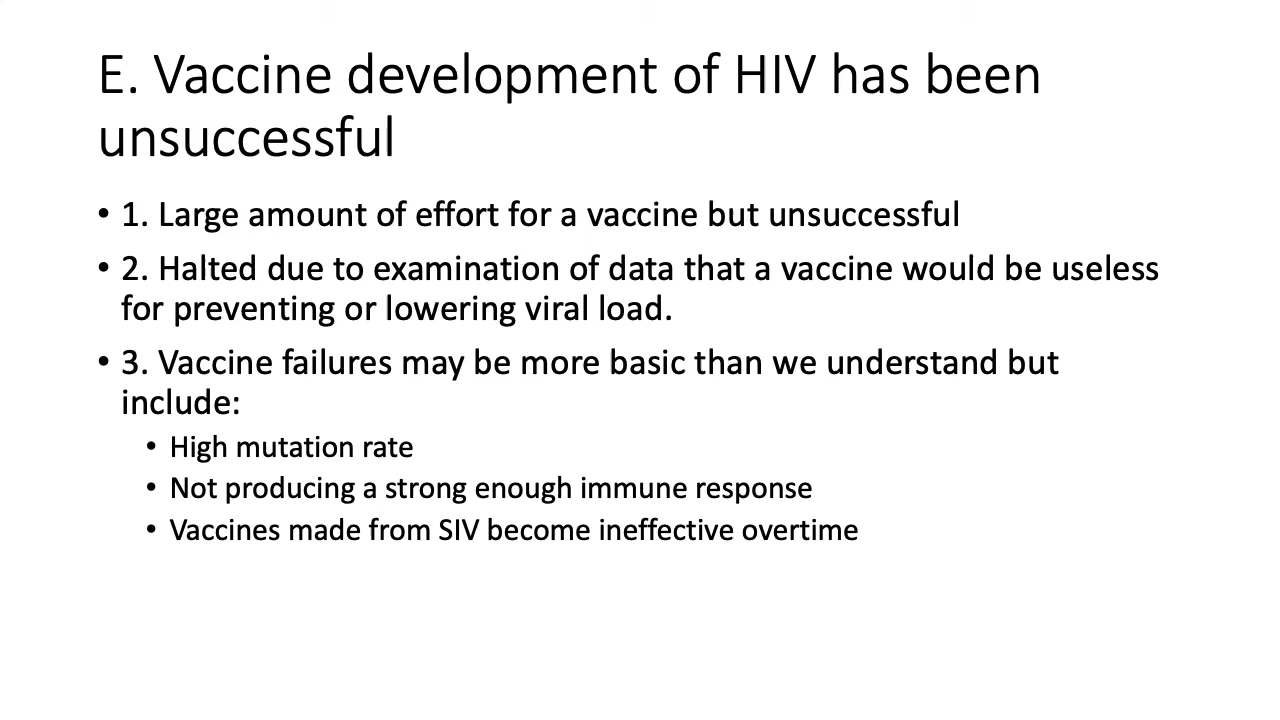 E. Vaccine development of HIV has been
unsuccessful
• 1. Large amount of effort for a vaccine but unsuccessful
• 2. Halted due to examination of data that a vaccine would be useless
for preventing or lowering viral load.
• 3. Vaccine failures may be more basic than we understand but
include:
• High mutation rate
• Not producing a strong enough immune response
• Vaccines made from SIV become ineffective overtime